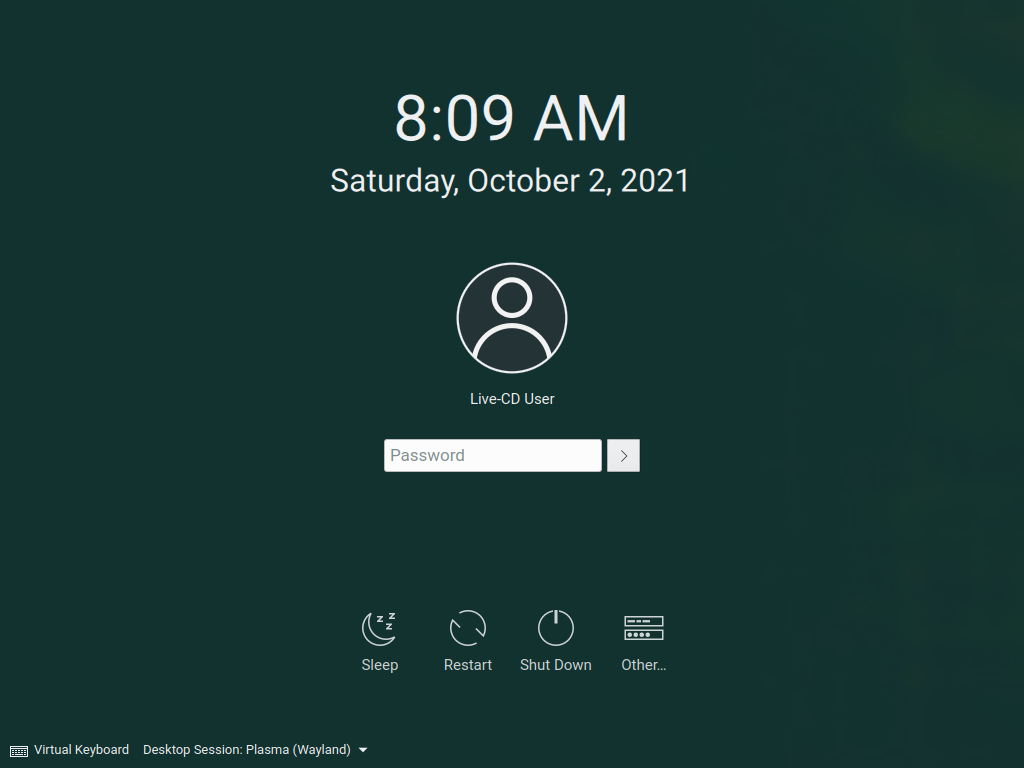 8:09 AM
Saturday, October 2, 2021
Live-CD User
Password
Sleep Restart Shut Down Other...
Virtual Keyboard Desktop Session: Plasma (Wayland)